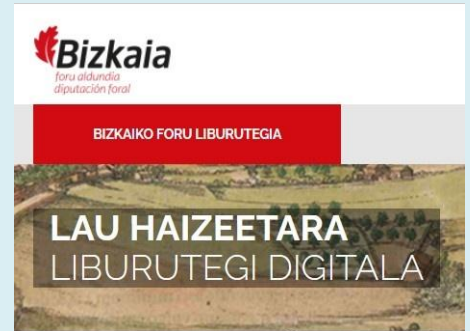 Bizkaia
foru aldundia
diputación foral
BIZKAIKO FORU LIBURUTEGIA
LAU HAIZEETARA
LIBURUTEGI DIGITALA